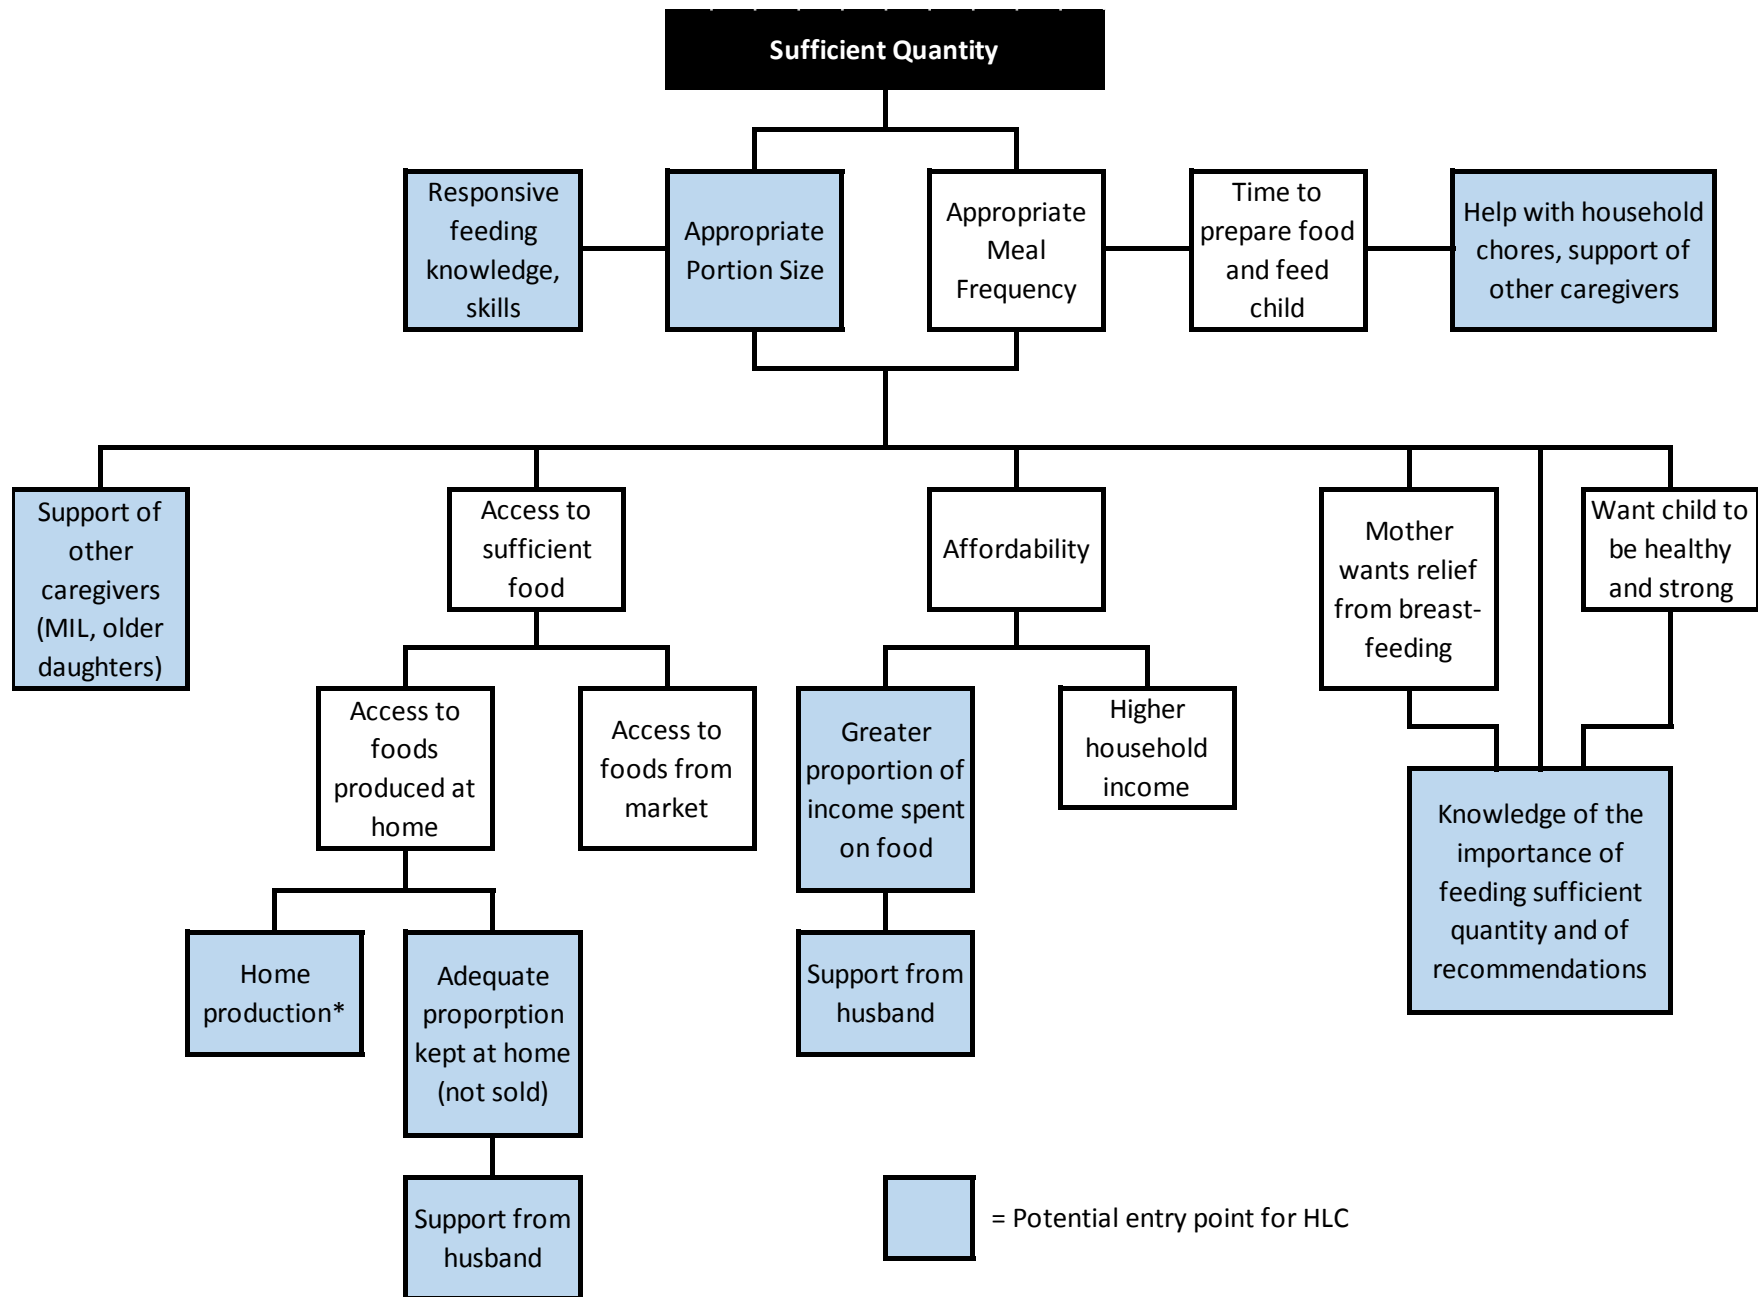 Sufficient Quantity
Responsive
feeding
knowledge,
skills
Appropriate
Portion Size
Appropriate
Meal
Frequency
Time to
prepare food
and feed
child
Help with household
chores, support of
other caregivers
Support of
other
caregivers
(MIL, older
daughters)
Access to
sufficient
food
Affordability
Mother
wants relief
from breast-
feeding
Want child to
be healthy
and strong
Access to
foods
produced at
home
Access to
foods from
market
Greater
proportion of
income spent
on food
Higher
household
income
Knowledge of the
importance of
feeding sufficient
quantity and of
recommendations
Home
production*
Adequate
proporption
kept at home
(not sold)
Support from
husband
Support from
husband
= Potential entry point for HLC